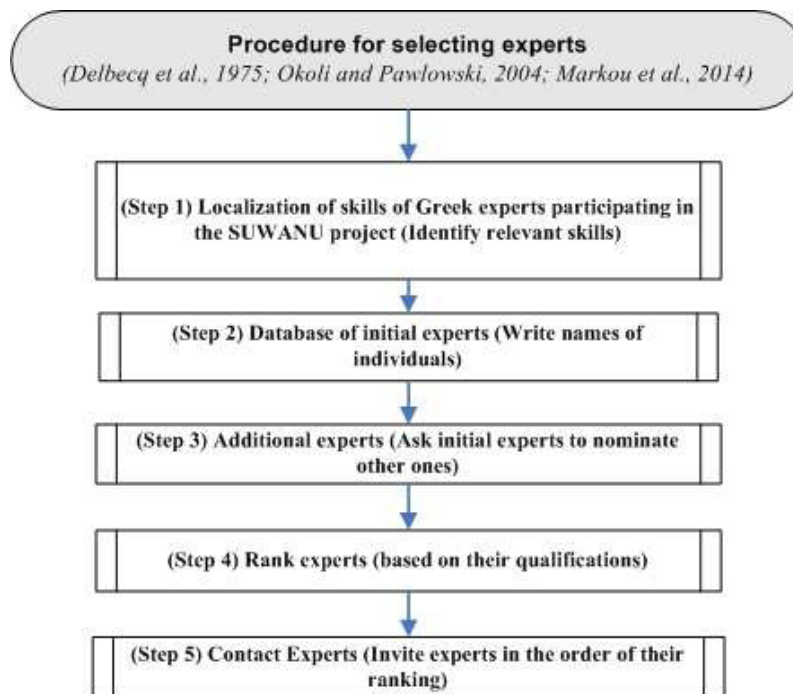 Procedure for selecting experts
(Delbecq et al., 1975; Okoli and Pawlowski, 2004; Markou et al., 2014)
(Step 1) Localization of skills of Greek experts participating in
the SUWANU project (Identify relevant skills)
(Step 2) Database of initial experts (Write names of
individuals)
(Step 3) Additional experts (Ask initial experts to nominate
other ones)
(Step 4) Rank experts (based on their qualifications)
(Step 5) Contact Experts (Invite experts in the order of their
ranking)